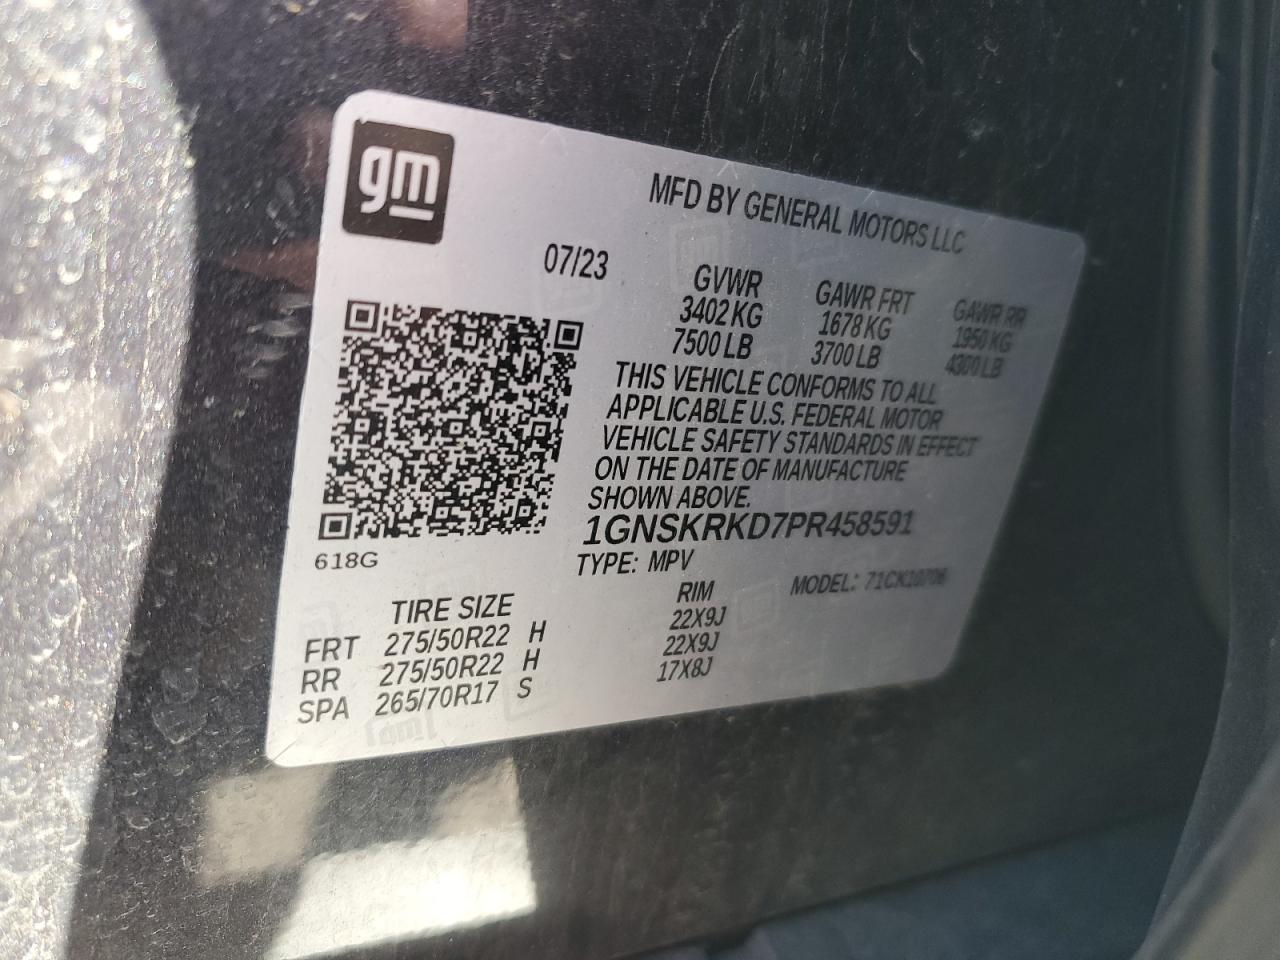 gm
MFD BY GENERAL MOTORS LLC
07/23
GVWR GAWR FRT GAWR RR
3402 KG 1678 KG 1950 KG
7500 LB 3700 LB 4300 LB
THIS VEHICLE CONFORMS TO ALL
APPLICABLE U.S. FEDERAL MOTOR
VEHICLE SAFETY STANDARDS IN EFFECT
ON THE DATE OF MANUFACTURE
SHOWN ABOVE.
1GNSKRKD7PR458591
618G
TYPE: MPV
MODEL: 71CK10706
TIRE SIZE RIM
FRT 275/50R22 H 22X9J
RR 275/50R22 H 22X9J
SPA 265/70R17 S 17X8J